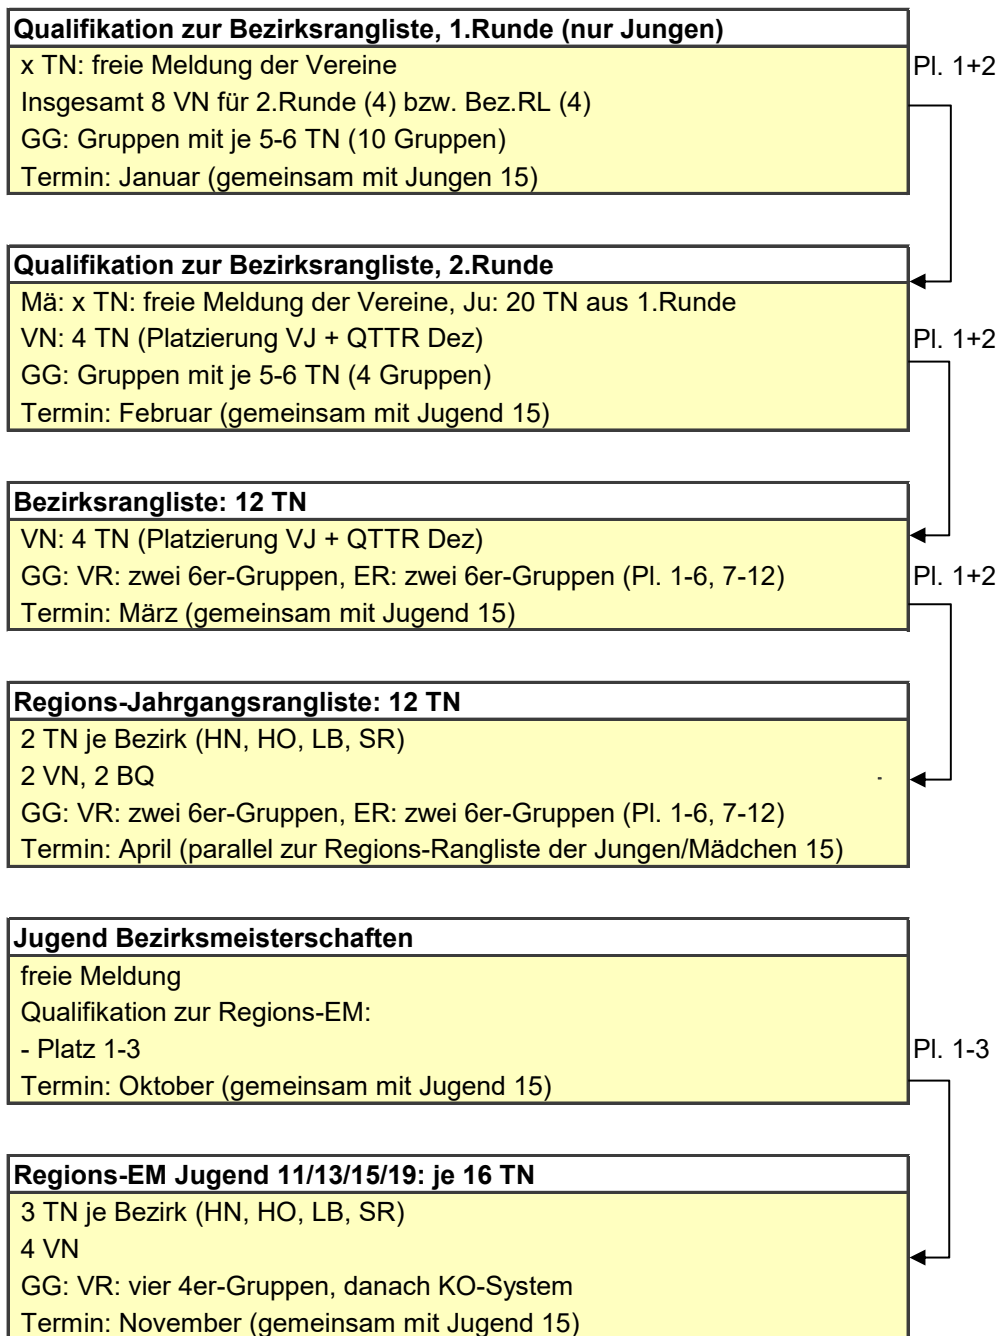 Qualifikation zur Bezirksrangliste, 1.Runde (nur Jungen)
x TN: freie Meldung der Vereine
Pl. 1+2
Insgesamt 8 VN für 2.Runde (4) bzw. Bez.RL (4)
GG: Gruppen mit je 5-6 TN (10 Gruppen)
Termin: Januar (gemeinsam mit Jungen 15)
Qualifikation zur Bezirksrangliste, 2.Runde
Mä: x TN: freie Meldung der Vereine, Ju: 20 TN aus 1.Runde
VN: 4 TN (Platzierung VJ + QTTR Dez)
Pl. 1+2
GG: Gruppen mit je 5-6 TN (4 Gruppen)
Termin: Februar (gemeinsam mit Jugend 15)
Bezirksrangliste: 12 TN
VN: 4 TN (Platzierung VJ + QTTR Dez)
GG: VR: zwei 6er-Gruppen, ER: zwei 6er-Gruppen (Pl. 1-6, 7-12)
Pl. 1+2
Termin: März (gemeinsam mit Jugend 15)
Regions-Jahrgangsrangliste: 12 TN
2 TN je Bezirk (HN, HO, LB, SR)
2 VN, 2 BQ
-
GG: VR: zwei 6er-Gruppen, ER: zwei 6er-Gruppen (Pl. 1-6, 7-12)
Termin: April (parallel zur Regions-Rangliste der Jungen/Mädchen 15)
Jugend Bezirksmeisterschaften
freie Meldung
Qualifikation zur Regions-EM:
- Platz 1-3
Pl. 1-3
Termin: Oktober (gemeinsam mit Jugend 15)
Regions-EM Jugend 11/13/15/19: je 16 TN
3 TN je Bezirk (HN, HO, LB, SR)
4 VN
GG: VR: vier 4er-Gruppen, danach KO-System
Termin: November (gemeinsam mit Jugend 15)